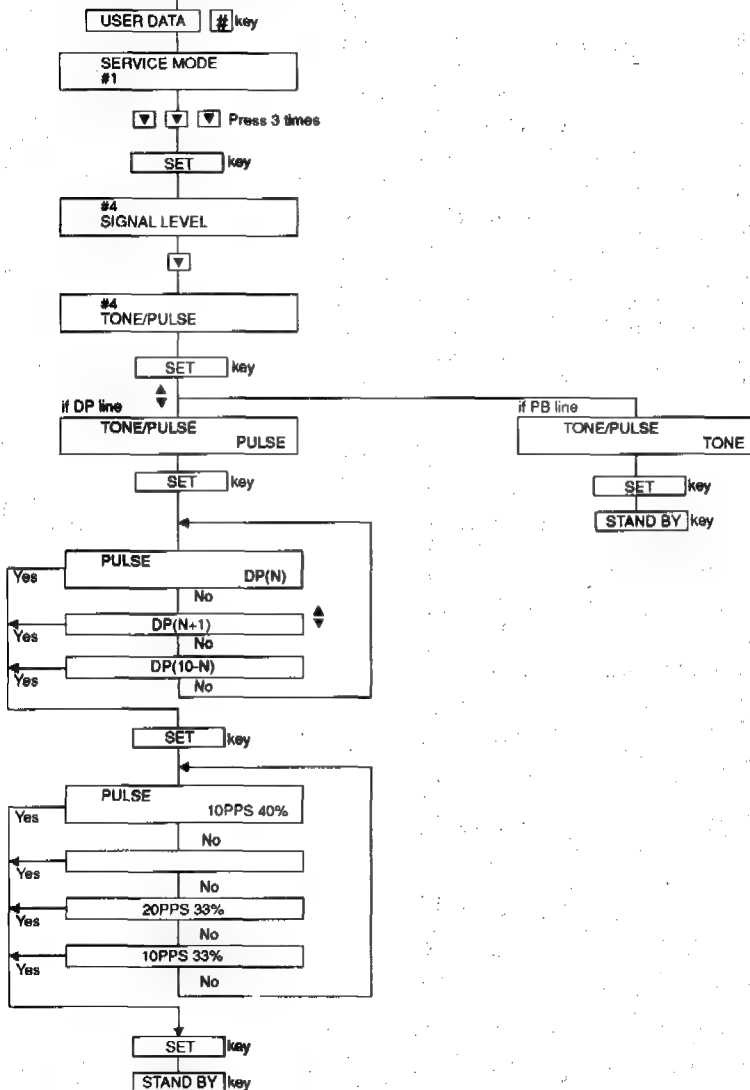 USER DATA # key
SERVICE MODE
#1
▼ ▼ ▼ Press 3 times
SET key
#4
SIGNAL LEVEL
▼
#4
TONE/PULSE
SET key
if DP line
TONE/PULSE
PULSE
SET key
if PB line
TONE/PULSE
TONE
SET key
STAND BY key
PULSE
DP(N)
Yes
No
DP(N+1)
Yes
No
DP(10-N)
Yes
No
SET key
PULSE
10PPS 40%
Yes
No
Yes
No
20PPS 33%
Yes
No
10PPS 33%
Yes
No
SET key
STAND BY key